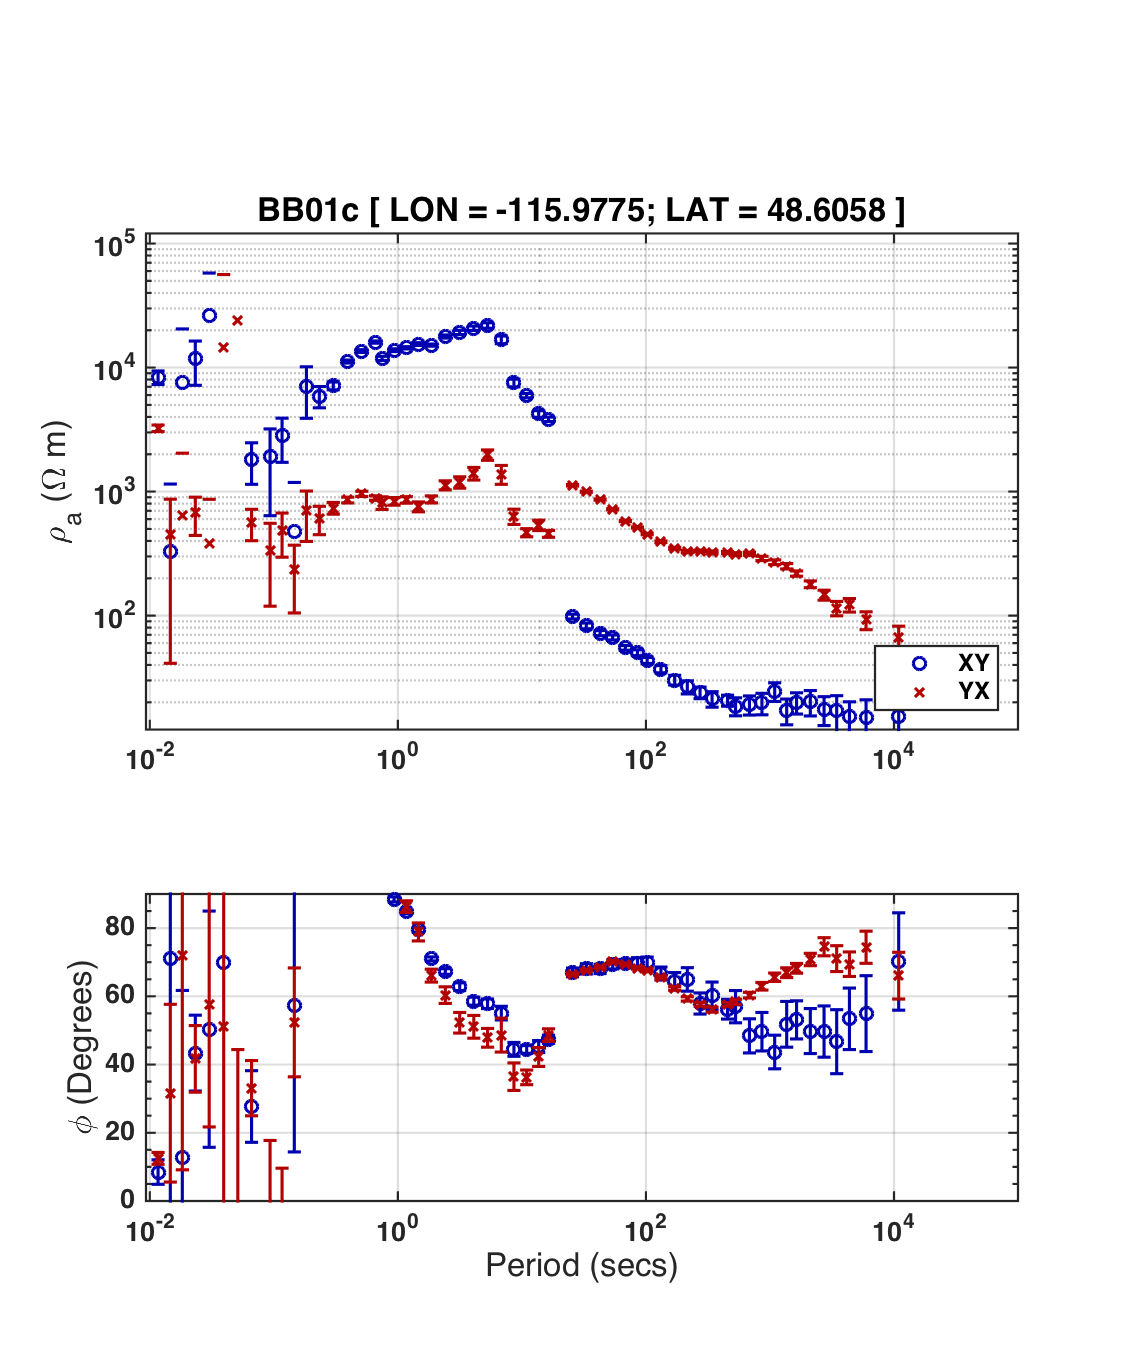 BB01c [ LON = -115.9775; LAT = 48.6058 ]
10^5
10^4
10^3
10^2
ρ_a (Ω m)
XY
YX
10^-2 10^0 10^2 10^4
80
60
40
20
0
ϕ (Degrees)
10^-2 10^0 10^2 10^4
Period (secs)